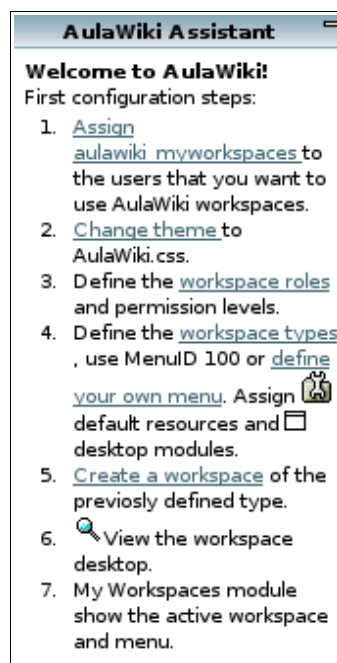 AulaWiki Assistant
Welcome to AulaWiki!
First configuration steps:
1. Assign
aulawiki myworkspaces to
the users that you want to
use AulaWiki workspaces.
2. Change theme to
AulaWiki.css.
3. Define the workspace roles
and permission levels.
4. Define the workspace types
, use MenuID 100 or define
your own menu. Assign
default resources and
desktop modules.
5. Create a workspace of the
previosly defined type.
6. View the workspace
desktop.
7. My Workspaces module
show the active workspace
and menu.